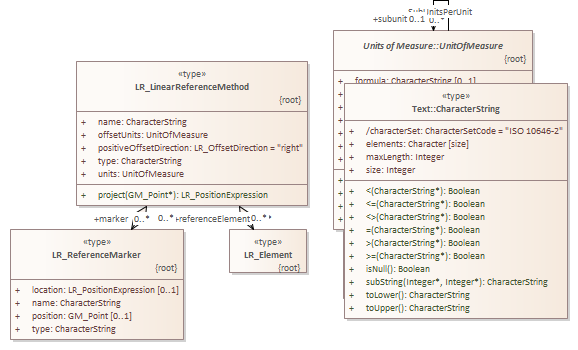 SubUnitsPerUnit
+subunit 0..1 0..*
Units of Measure::UnitOfMeasure
{root}
formula: CharacterString [0..1]
«type»
LR_LinearReferenceMethod
{root}
+ name: CharacterString
+ offsetUnits: UnitOfMeasure
+ positiveOffsetDirection: LR_OffsetDirection = "right"
+ type: CharacterString
+ units: UnitOfMeasure
+ project(GM_Point*): LR_PositionExpression
«type»
Text::CharacterString
{root}
+ /characterSet: CharacterSetCode = "ISO 10646-2"
+ elements: Character [size]
+ maxLength: Integer
+ size: Integer
+ <(CharacterString*): Boolean
+ <=(CharacterString*): Boolean
+ <>(CharacterString*): Boolean
+ =(CharacterString*): Boolean
+ >(CharacterString*): Boolean
+ >=(CharacterString*): Boolean
+ isNull(): Boolean
+ subString(Integer*, Integer*): CharacterString
+ toLower(): CharacterString
+ toUpper(): CharacterString
+marker 0..* 0..* +referenceElement 0..*
«type»
LR_ReferenceMarker
{root}
+ location: LR_PositionExpression [0..1]
+ name: CharacterString
+ position: GM_Point [0..1]
+ type: CharacterString
«type»
LR_Element
{root}